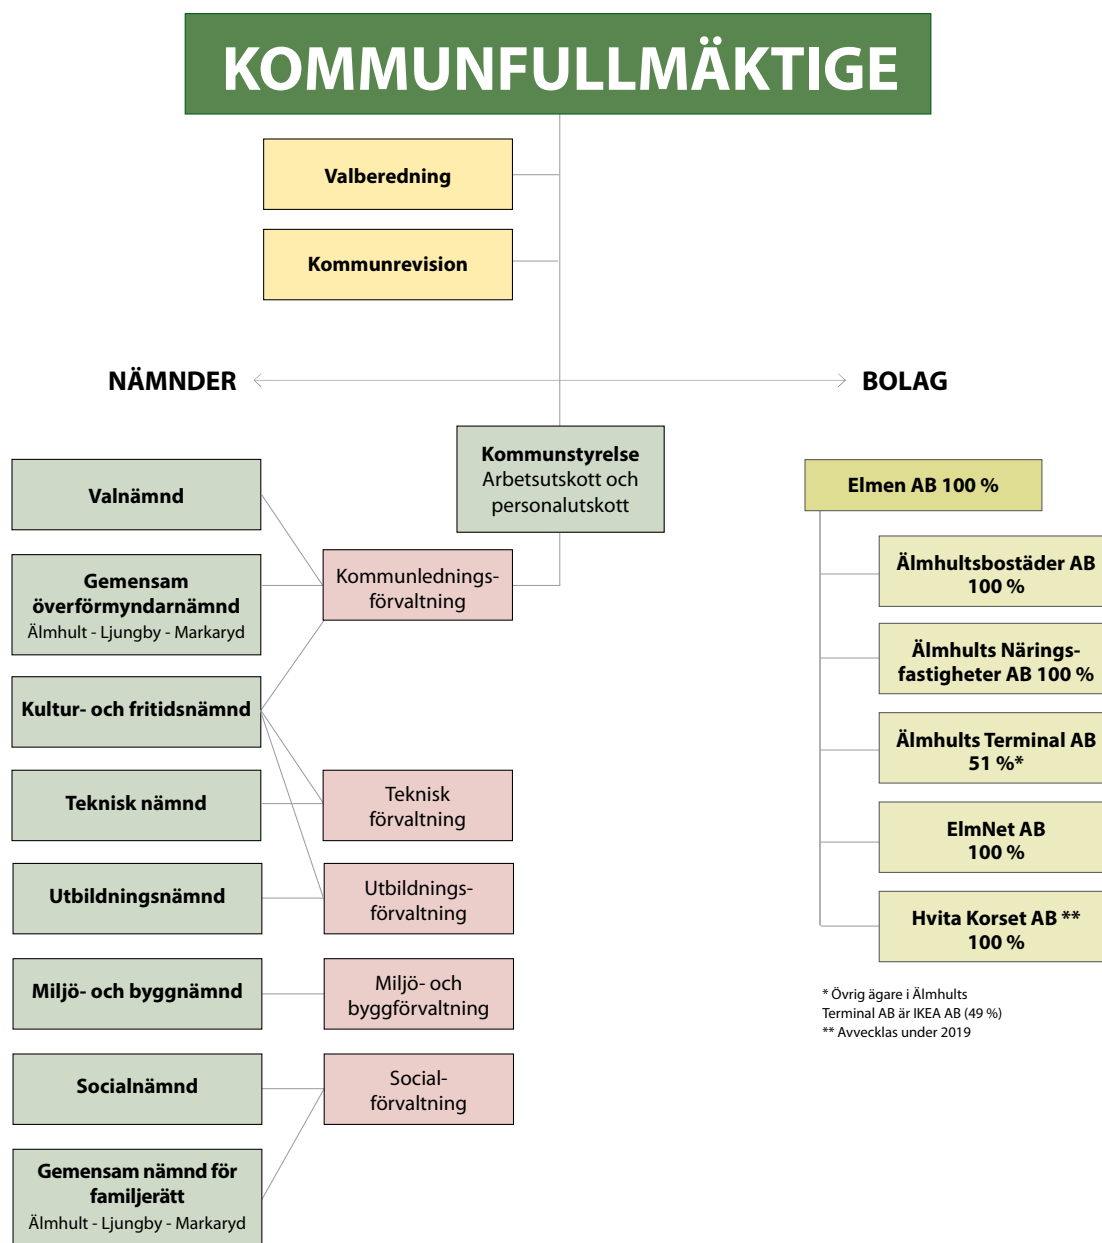 KOMMUNFULLMÄKTIGE
Valberedning
Kommunrevision
NÄMNDER
BOLAG
Kommunstyrelse
Arbetsutskott och
personalutskott
Valnämnd
Gemensam
överförmyndarnämnd
Älmhult - Ljungby - Markaryd
Kultur- och fritidsnämnd
Teknisk nämnd
Utbildningsnämnd
Miljö- och byggnämnd
Socialnämnd
Gemensam nämnd för
familjerätt
Älmhult - Ljungby - Markaryd
Kommunlednings-
förvaltning
Teknisk
förvaltning
Utbildnings-
förvaltning
Miljö- och
byggförvaltning
Social-
förvaltning
Elmen AB 100 %
Älmhultsbostäder AB
100 %
Älmhults Närings-
fastigheter AB 100 %
Älmhults Terminal AB
51 %*
ElmNet AB
100 %
Hvita Korset AB **
100 %
* Övrig ägare i Älmhults
Terminal AB är IKEA AB (49 %)
** Avvecklas under 2019